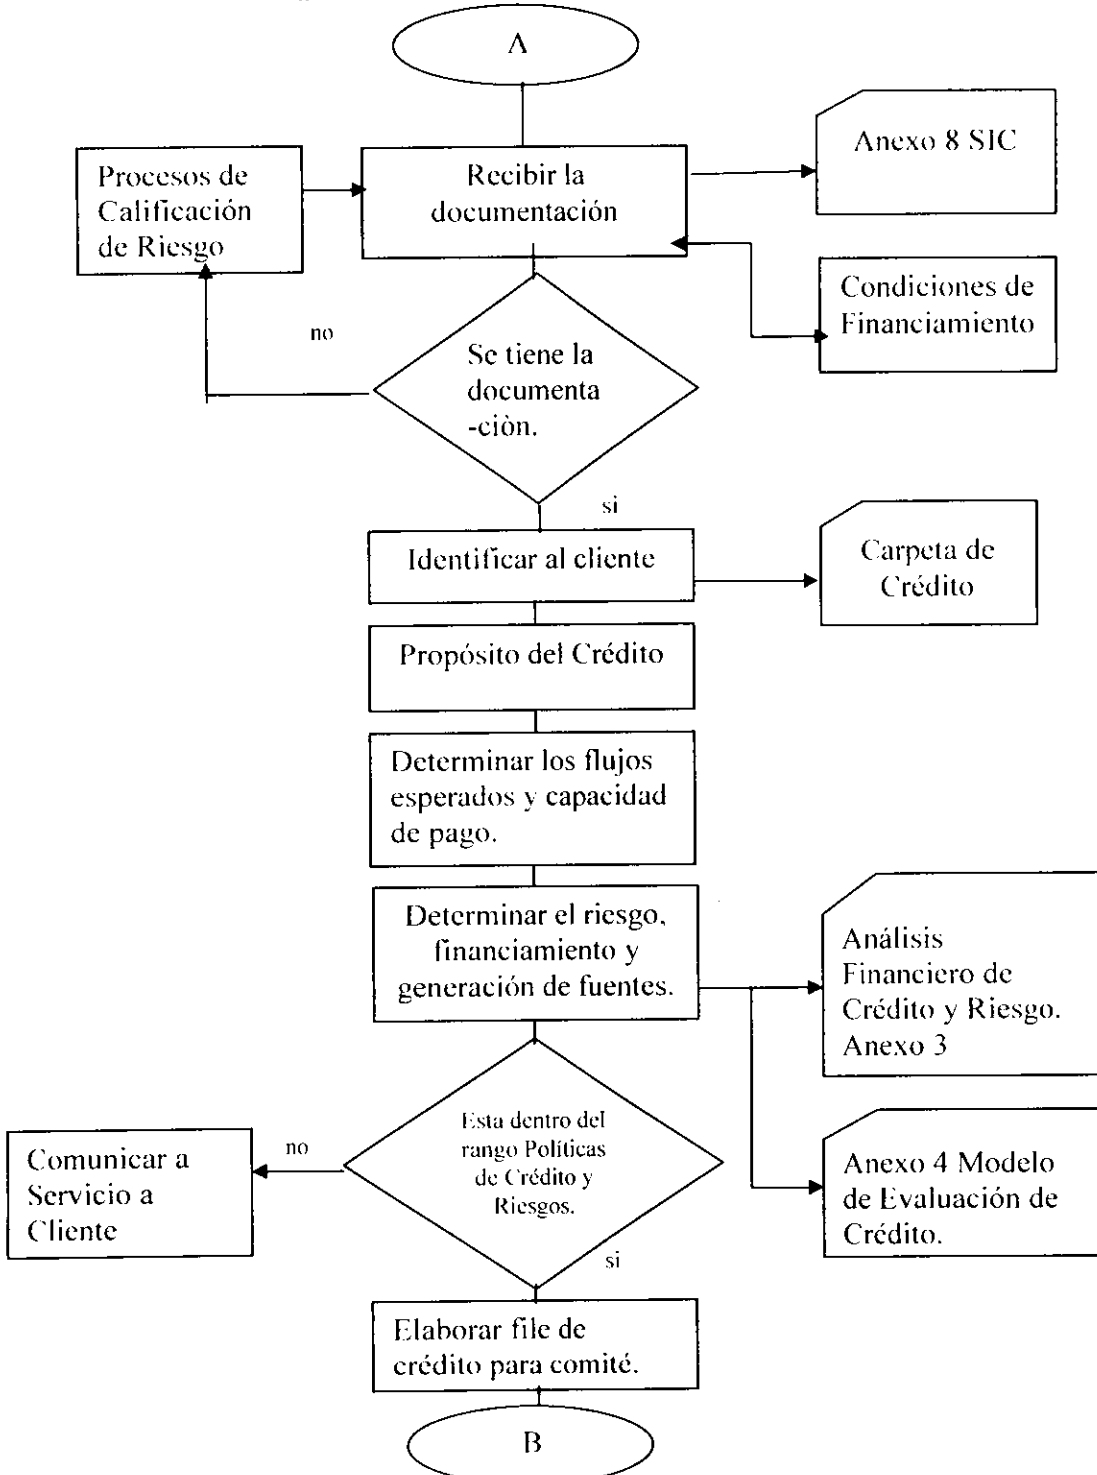 A
Anexo 8 SIC
Procesos de
Calificación
de Riesgo
Recibir la
documentación
Condiciones de
Financiamiento
no
Se tiene la
documenta
-ciòn.
si
Identificar al cliente
Carpeta de
Crédito
Propósito del Crédito
Determinar los flujos
esperados y capacidad
de pago.
Determinar el riesgo,
financiamiento y
generación de fuentes.
Análisis
Financiero de
Crédito y Riesgo.
Anexo 3
Esta dentro del
rango Políticas
de Crédito y
Riesgos.
no
Comunicar a
Servicio a
Cliente
Anexo 4 Modelo
de Evaluación de
Crédito.
si
Elaborar file de
crédito para comité.
B